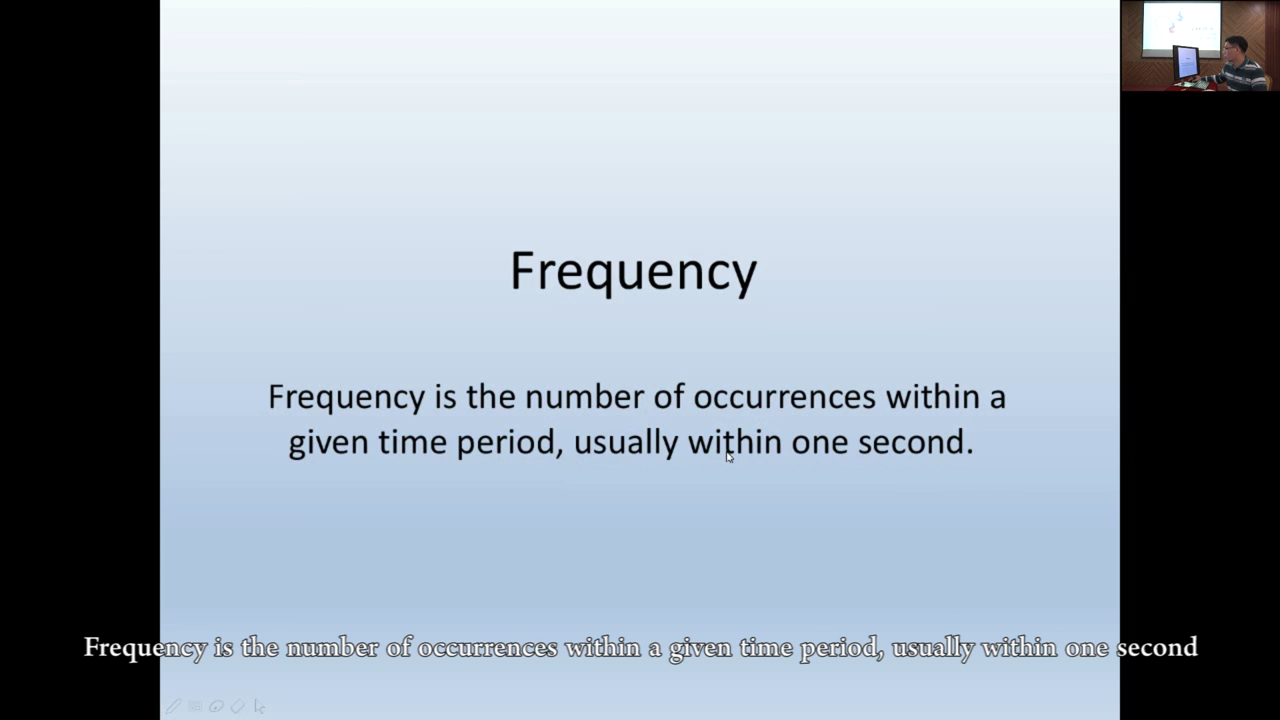 Frequency
Frequency is the number of occurrences within a
given time period, usually within one second.
Frequency is the number of occurrences within a given time period, usually within one second